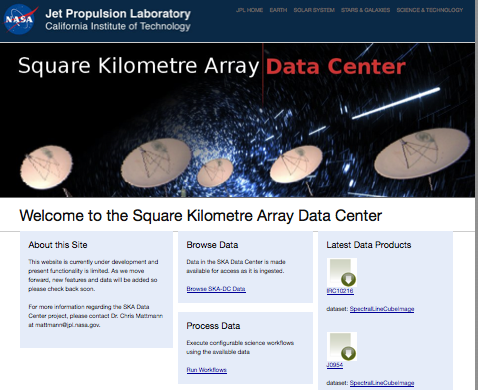 NASA
Jet Propulsion Laboratory
California Institute of Technology
JPL HOME EARTH SOLAR SYSTEM STARS & GALAXIES SCIENCE & TECHNOLOGY
Square Kilometre Array Data Center
Welcome to the Square Kilometre Array Data Center
About this Site
This website is currently under development and
present functionality is limited. As we move
forward, new features and data will be added so
please check back soon.
For more information regarding the SKA Data
Center project, please contact Dr. Chris Mattmann
at mattmann@jpl.nasa.gov.
Browse Data
Data in the SKA Data Center is made
available for access as it is ingested.
Browse SKA-DC Data
Process Data
Execute configurable science workflows
using the available data
Run Workflows
Latest Data Products
IRC10216
dataset: SpectralLineCubeImage
J0954
dataset: SpectralLineCubeImage